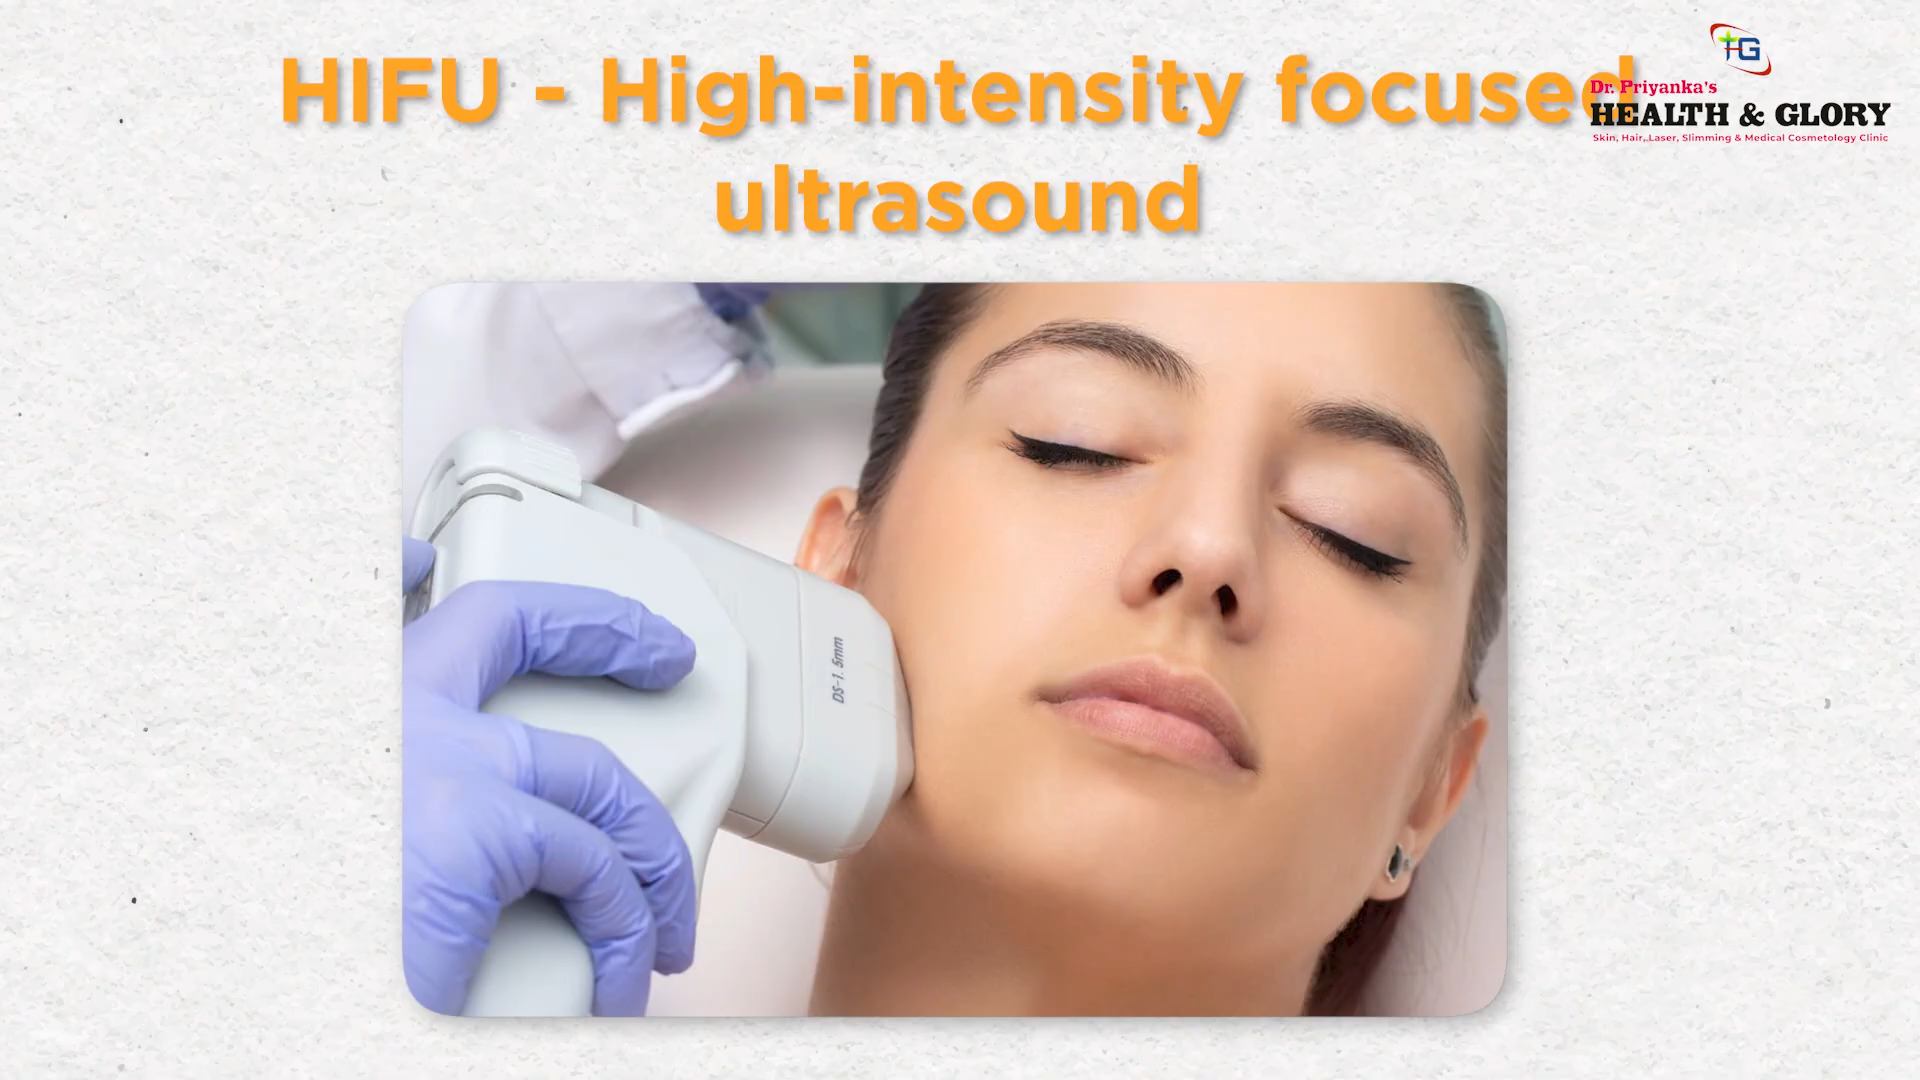 HIFU - High-intensity focused
ultrasound
HG
Dr. Priyanka's
HEALTH & GLORY
Skin, Hair, Laser, Slimming & Medical Cosmetology Clinic
DS-1. 5mm